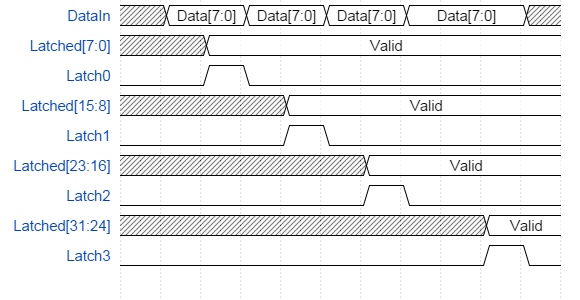 DataIn Data[7:0] Data[7:0] Data[7:0] Data[7:0]
Latched[7:0] Valid
Latch0
Latched[15:8] Valid
Latch1
Latched[23:16] Valid
Latch2
Latched[31:24] Valid
Latch3